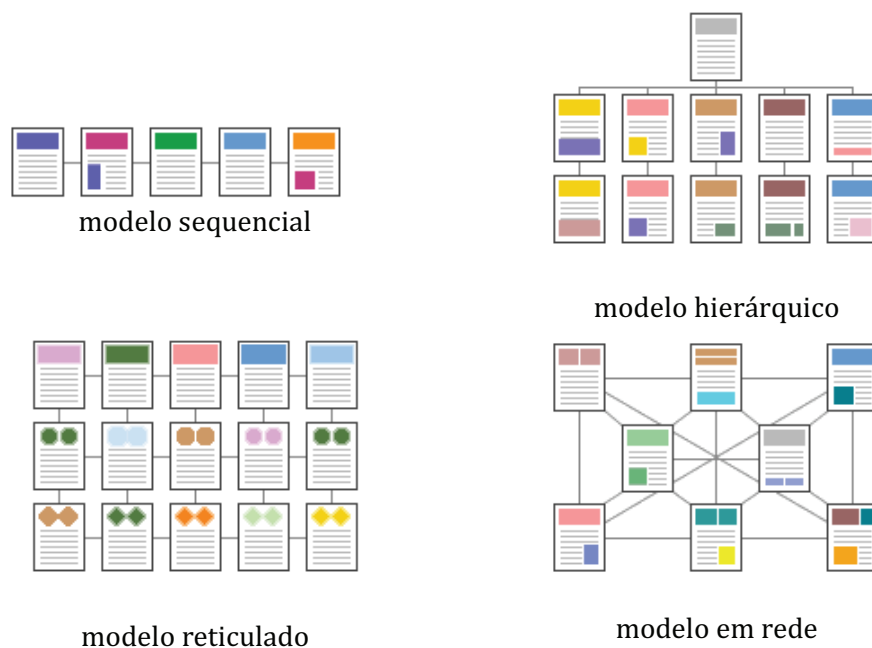 modelo sequencial
modelo hierárquico
modelo reticulado
modelo em rede